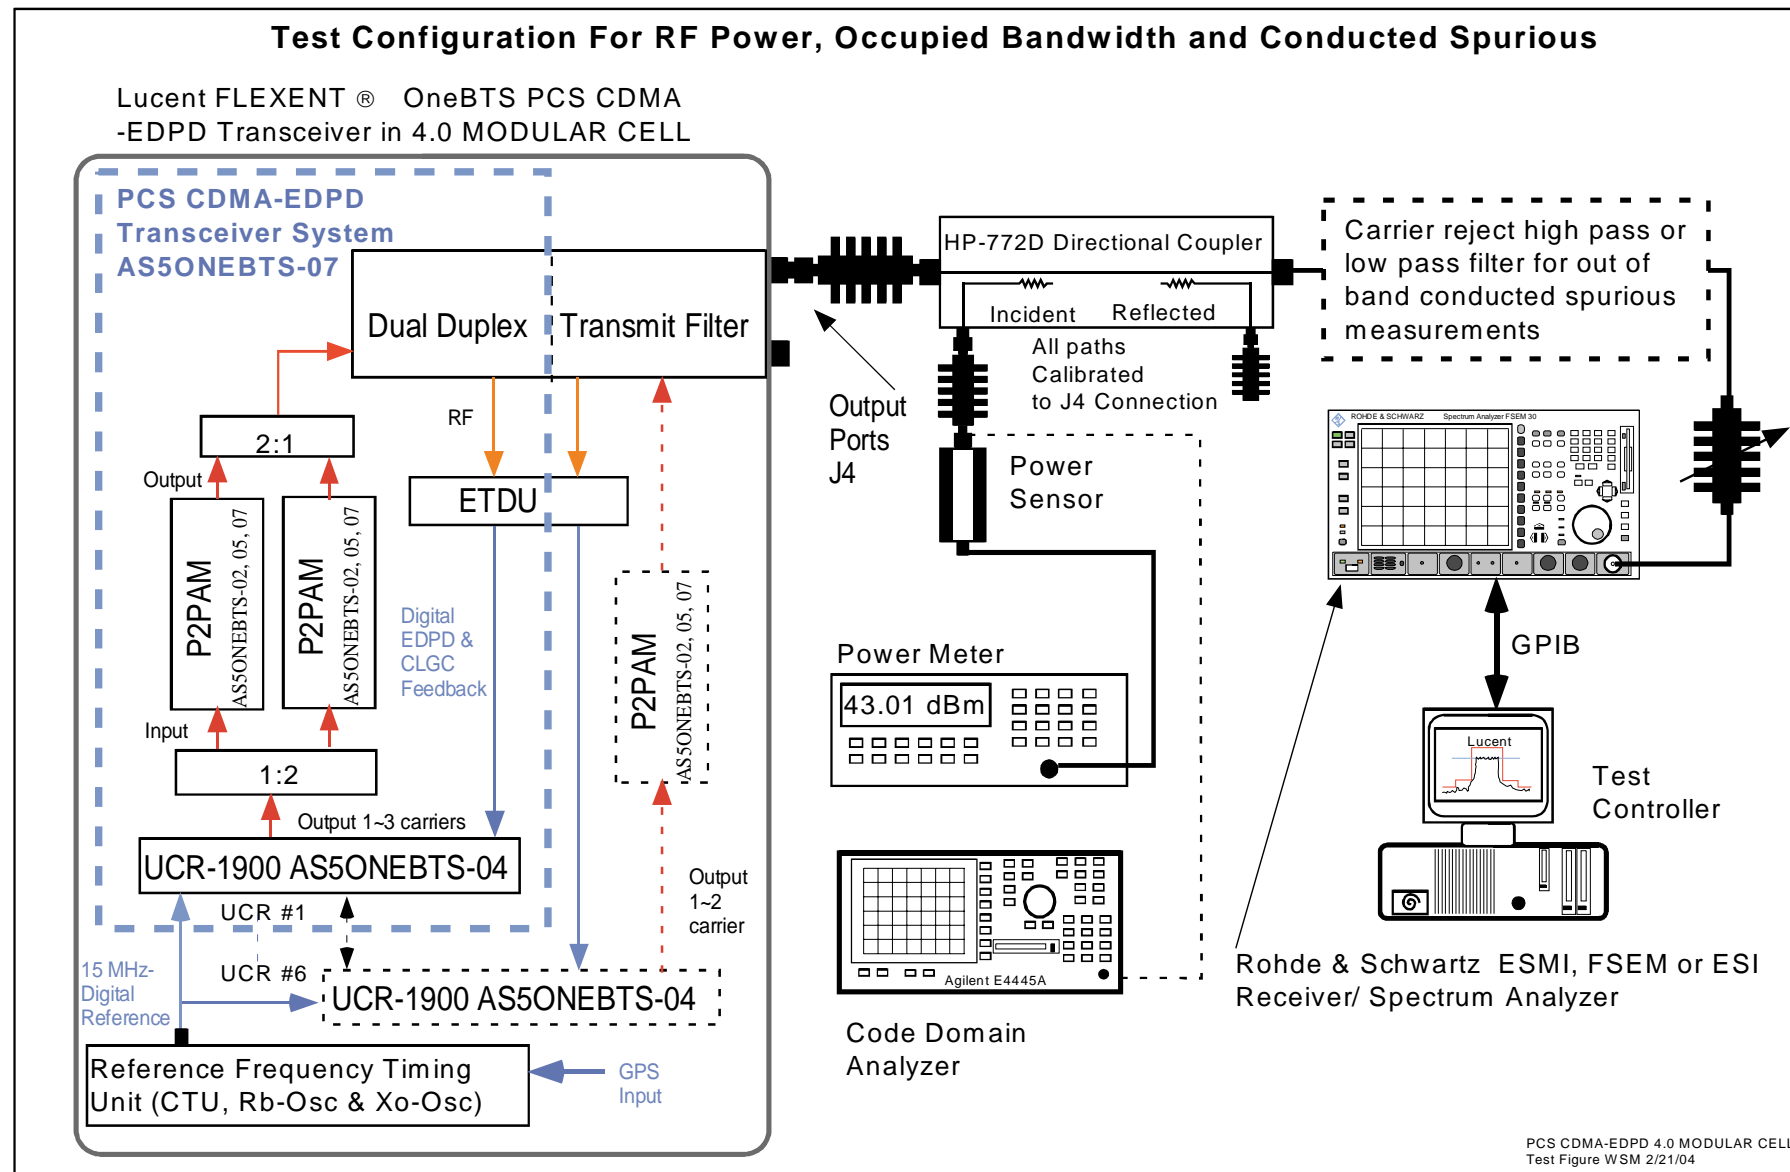 Test Configuration For RF Power, Occupied Bandwidth and Conducted Spurious
Lucent FLEXENT ® OneBTS PCS CDMA
-EDPD Transceiver in 4.0 MODULAR CELL
PCS CDMA-EDPD
Transceiver System
AS5ONEBTS-07
Dual Duplex
Transmit Filter
RF
2:1
Output
P2PAM
AS5ONEBTS-02, 05, 07
P2PAM
AS5ONEBTS-02, 05, 07
ETDU
Digital
EDPD &
CLGC
Feedback
P2PAM
AS5ONEBTS-02, 05, 07
Input
1:2
Output 1~3 carriers
UCR-1900 AS5ONEBTS-04
UCR #1
UCR #6
Output
1~2
carrier
15 MHz-
Digital
Reference
UCR-1900 AS5ONEBTS-04
Reference Frequency Timing
Unit (CTU, Rb-Osc & Xo-Osc)
GPS
Input
Output
Ports
J4
HP-772D Directional Coupler
Incident
Reflected
All paths
Calibrated
to J4 Connection
Power
Sensor
Power Meter
43.01 dBm
Agilent E4445A
Code Domain
Analyzer
Carrier reject high pass or
low pass filter for out of
band conducted spurious
measurements
ROHDE & SCHWARZ Spectrum Analyzer FSEM 30
GPIB
Lucent
Test
Controller
Rohde & Schwartz ESMI, FSEM or ESI
Receiver/ Spectrum Analyzer
PCS CDMA-EDPD 4.0 MODULAR CELL
Test Figure WSM 2/21/04